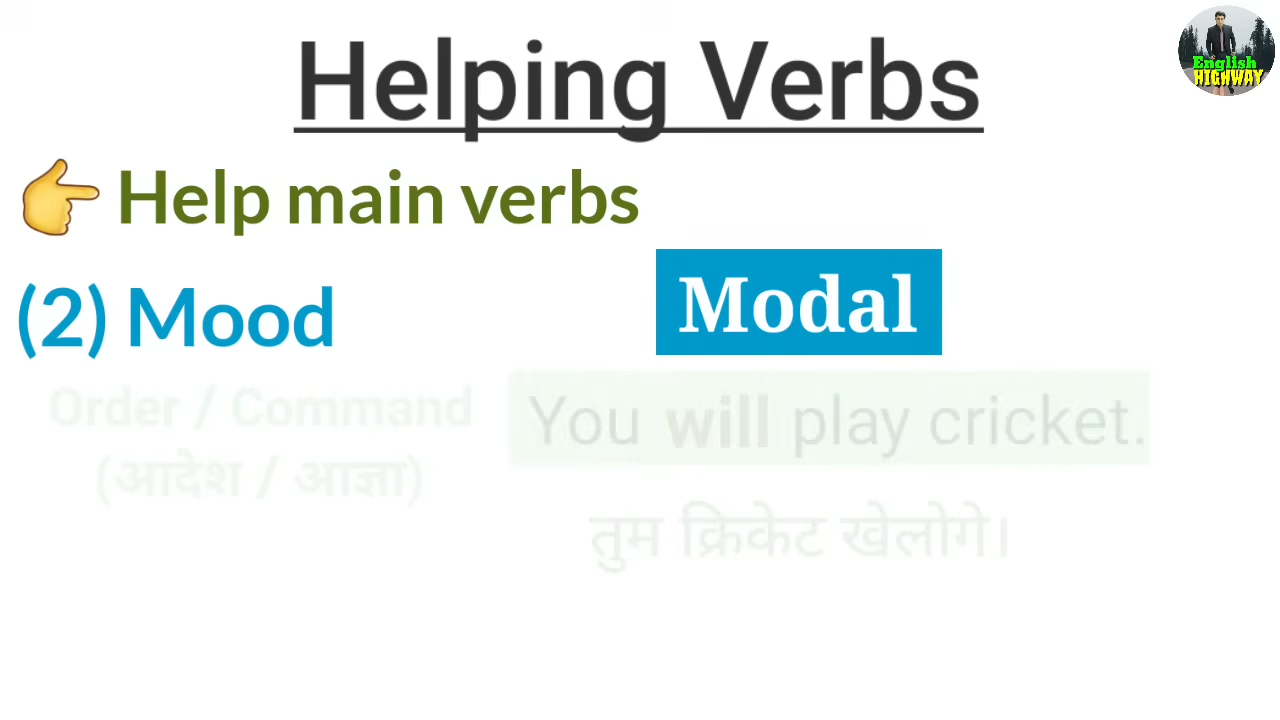 Helping Verbs
English
HIGHWAY
Help main verbs
(2) Mood
Modal
Order / Command
(आदेश / आज्ञा)
You will play cricket.
तुम क्रिकेट खेलोगे।